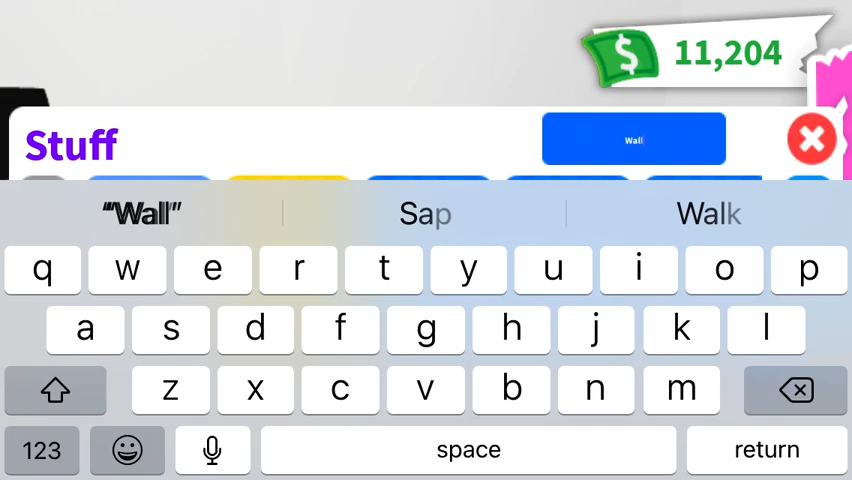 $ 11,204
Stuff
Wall
“Wall” Sap Walk
q w e r t y u i o p
a s d f g h j k l
z x c v b n m
123 space return